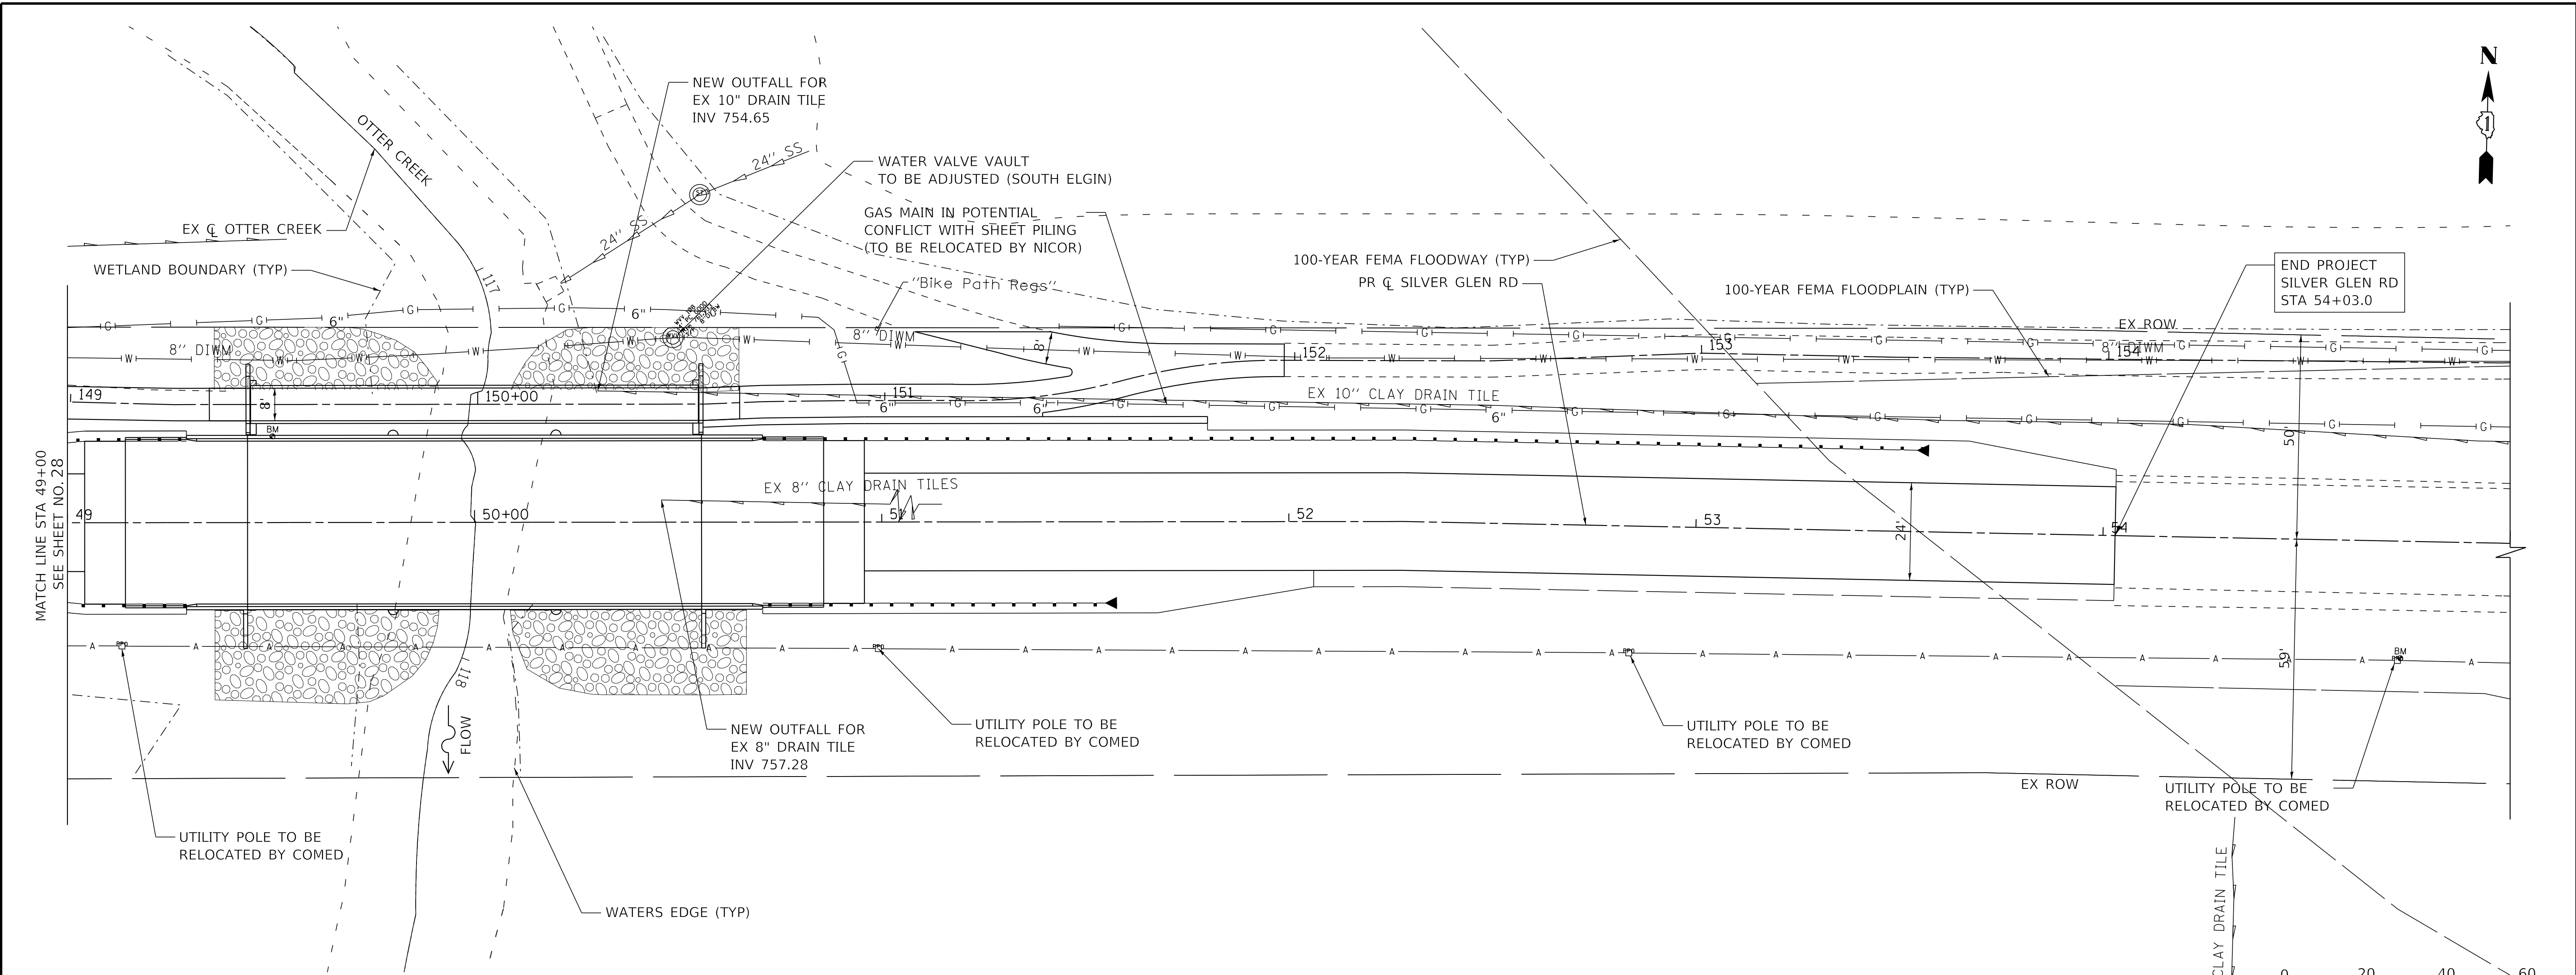 N
NEW OUTFALL FOR
EX 10" DRAIN TILE
INV 754.65
OTTER CREEK
24'' SS
WATER VALVE VAULT
TO BE ADJUSTED (SOUTH ELGIN)
24'' SS
GAS MAIN IN POTENTIAL
CONFLICT WITH SHEET PILING
(TO BE RELOCATED BY NICOR)
EX ℄ OTTER CREEK
WETLAND BOUNDARY (TYP)
117
"Bike Path Regs"
100-YEAR FEMA FLOODWAY (TYP)
PR ℄ SILVER GLEN RD
100-YEAR FEMA FLOODPLAIN (TYP)
END PROJECT
SILVER GLEN RD
STA 54+03.0
EX ROW
6"
6"
8'' DIWM
8'' DIWM
8'' DIWM
8'
152
153
154
149
8'
150+00
151
6"
6"
6"
EX 10'' CLAY DRAIN TILE
BM
50'
MATCH LINE STA 49+00
SEE SHEET NO. 28
EX 8'' CLAY DRAIN TILES
49
50+00
51
52
53
54
24'
118
FLOW
BM
59'
NEW OUTFALL FOR
EX 8" DRAIN TILE
INV 757.28
UTILITY POLE TO BE
RELOCATED BY COMED
UTILITY POLE TO BE
RELOCATED BY COMED
EX ROW
UTILITY POLE TO BE
RELOCATED BY COMED
UTILITY POLE TO BE
RELOCATED BY COMED
WATERS EDGE (TYP)
CLAY DRAIN TILE
0 20 40 60